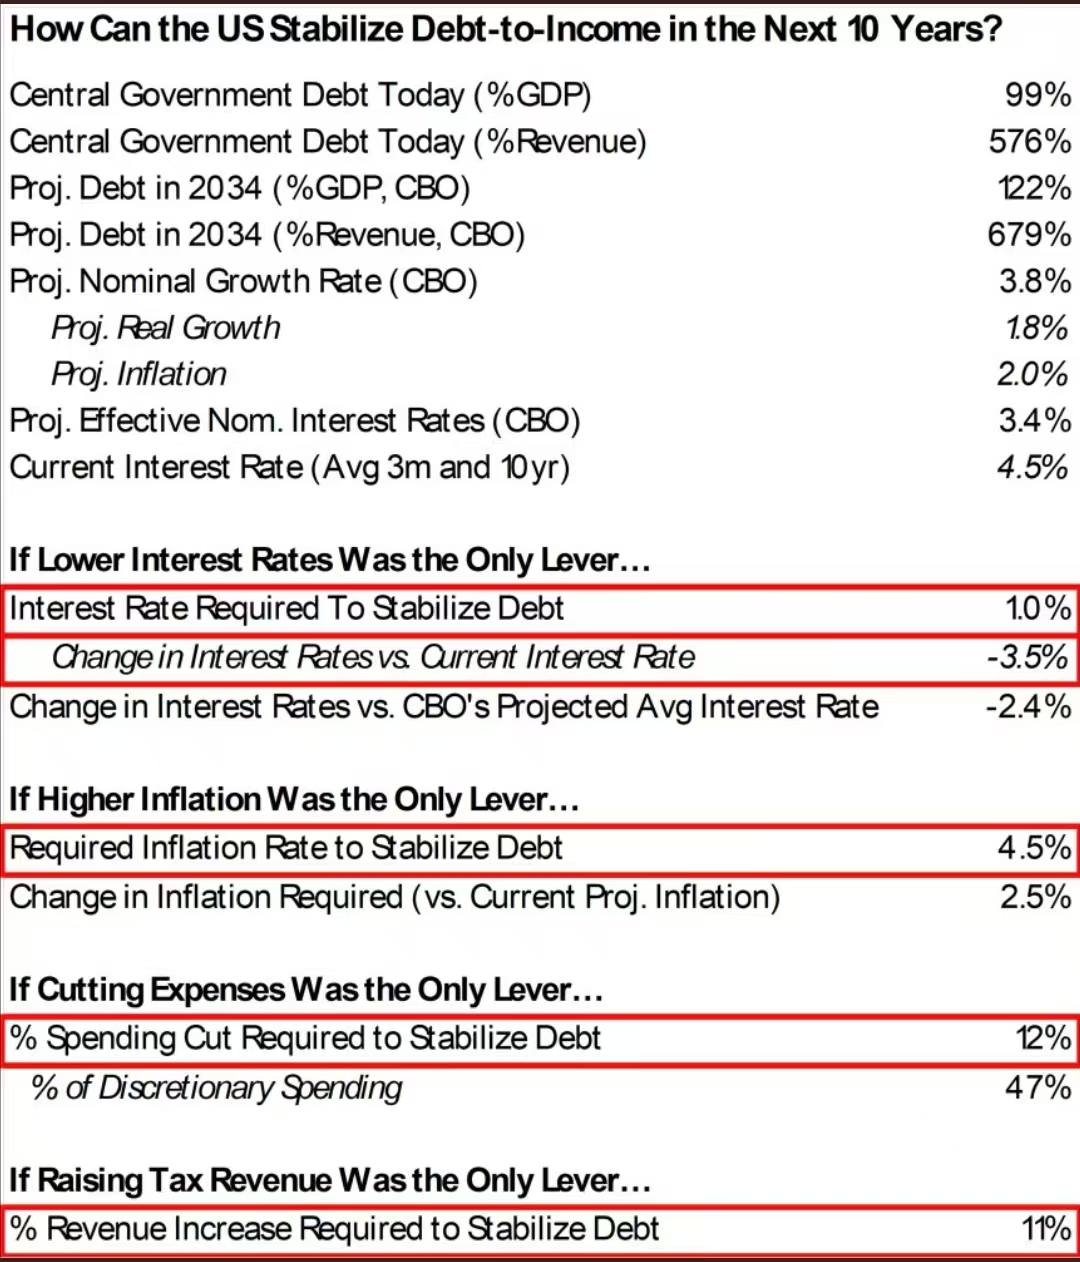 How Can the US Stabilize Debt-to-Income in the Next 10 Years?
Central Government Debt Today (%GDP) 99%
Central Government Debt Today (%Revenue) 576%
Proj. Debt in 2034 (%GDP, CBO) 122%
Proj. Debt in 2034 (%Revenue, CBO) 679%
Proj. Nominal Growth Rate (CBO) 3.8%
Proj. Real Growth 1.8%
Proj. Inflation 2.0%
Proj. Effective Nom. Interest Rates (CBO) 3.4%
Current Interest Rate (Avg 3m and 10yr) 4.5%
If Lower Interest Rates Was the Only Lever...
Interest Rate Required To Stabilize Debt 1.0%
Change in Interest Rates vs. Current Interest Rate -3.5%
Change in Interest Rates vs. CBO's Projected Avg Interest Rate -2.4%
If Higher Inflation Was the Only Lever...
Required Inflation Rate to Stabilize Debt 4.5%
Change in Inflation Required (vs. Current Proj. Inflation) 2.5%
If Cutting Expenses Was the Only Lever...
% Spending Cut Required to Stabilize Debt 12%
% of Discretionary Spending 47%
If Raising Tax Revenue Was the Only Lever...
% Revenue Increase Required to Stabilize Debt 11%